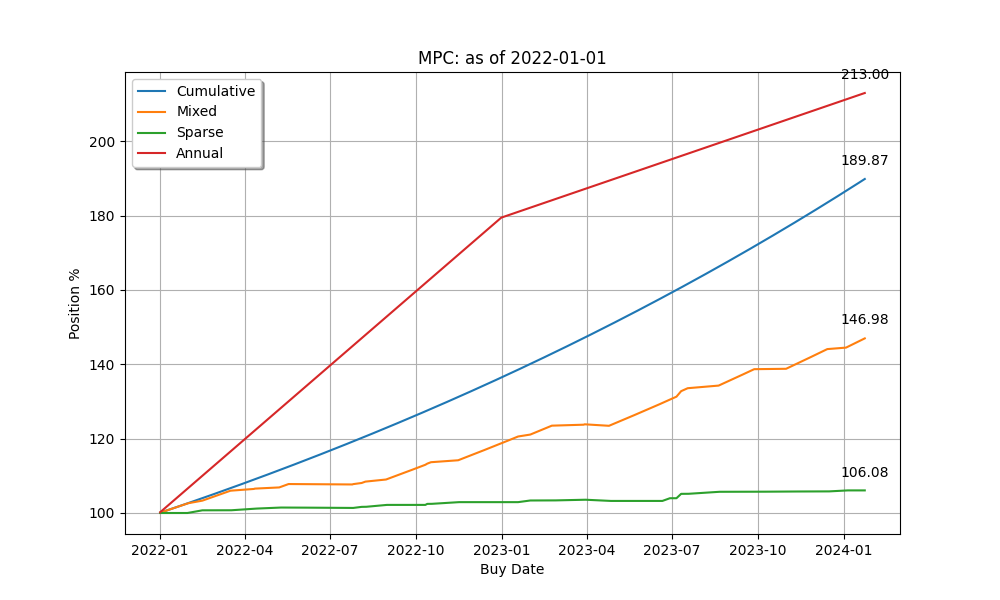 MPC: as of 2022-01-01
Cumulative
Mixed
Sparse
Annual
213.00
189.87
146.98
106.08
200
180
160
140
120
100
Position %
2022-01 2022-04 2022-07 2022-10 2023-01 2023-04 2023-07 2023-10 2024-01
Buy Date